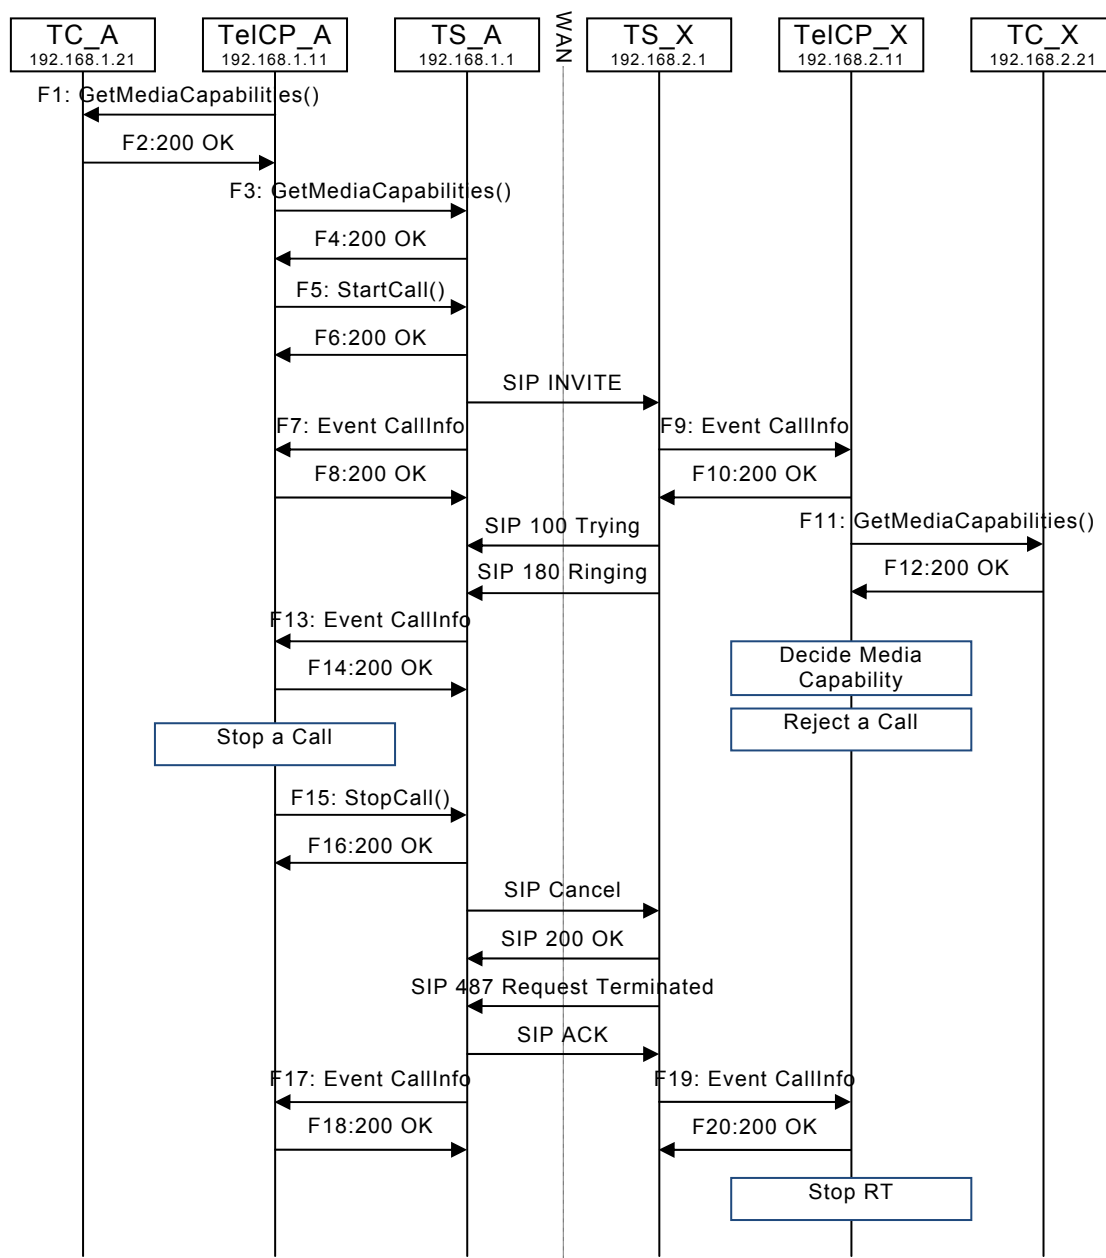 WAN
TC_A
192.168.1.21
TelCP_A
192.168.1.11
TS_A
192.168.1.1
TS_X
192.168.2.1
TelCP_X
192.168.2.11
TC_X
192.168.2.21
F1: GetMediaCapabilities()
F2:200 OK
F3: GetMediaCapabilities()
F4:200 OK
F5: StartCall()
F6:200 OK
SIP INVITE
F7: Event CallInfo
F9: Event CallInfo
F8:200 OK
F10:200 OK
SIP 100 Trying
F11: GetMediaCapabilities()
SIP 180 Ringing
F12:200 OK
F13: Event CallInfo
F14:200 OK
Decide Media
Capability
Stop a Call
Reject a Call
F15: StopCall()
F16:200 OK
SIP Cancel
SIP 200 OK
SIP 487 Request Terminated
SIP ACK
F17: Event CallInfo
F19: Event CallInfo
F18:200 OK
F20:200 OK
Stop RT